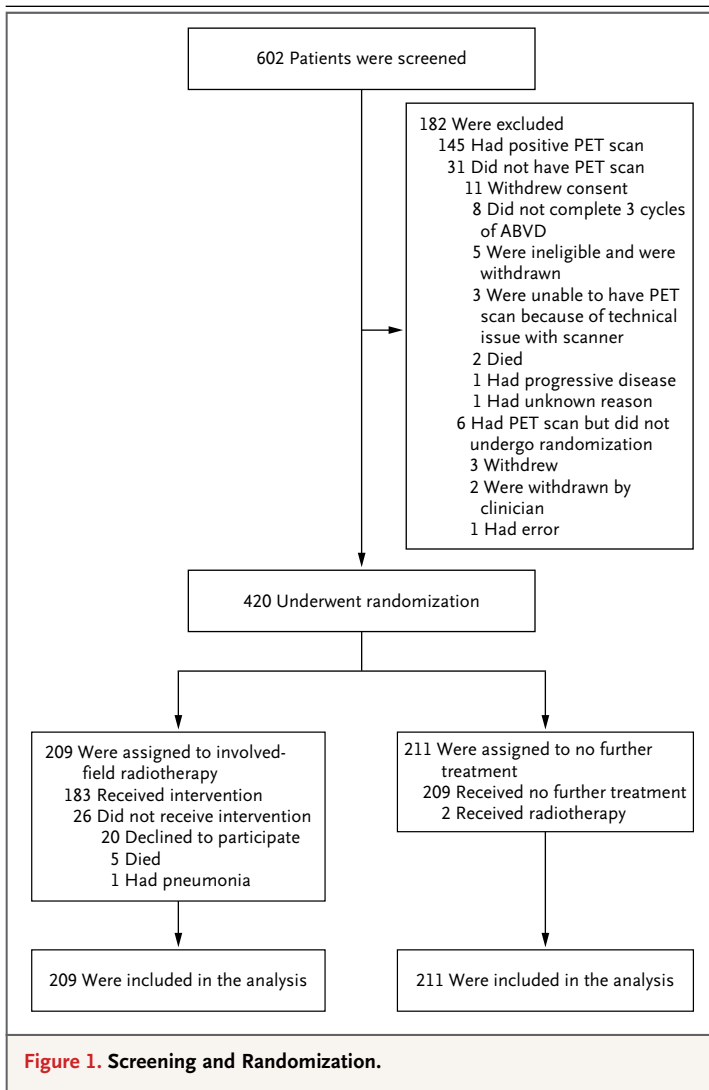 602 Patients were screened
182 Were excluded
145 Had positive PET scan
31 Did not have PET scan
11 Withdrew consent
8 Did not complete 3 cycles
of ABVD
5 Were ineligible and were
withdrawn
3 Were unable to have PET
scan because of technical
issue with scanner
2 Died
1 Had progressive disease
1 Had unknown reason
6 Had PET scan but did not
undergo randomization
3 Withdrew
2 Were withdrawn by
clinician
1 Had error
420 Underwent randomization
209 Were assigned to involved-
field radiotherapy
183 Received intervention
26 Did not receive intervention
20 Declined to participate
5 Died
1 Had pneumonia
211 Were assigned to no further
treatment
209 Received no further treatment
2 Received radiotherapy
209 Were included in the analysis
211 Were included in the analysis
Figure 1. Screening and Randomization.